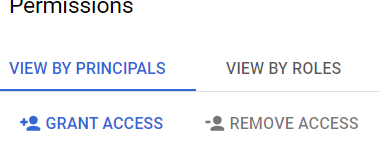 Permissions
VIEW BY PRINCIPALS VIEW BY ROLES
GRANT ACCESS REMOVE ACCESS